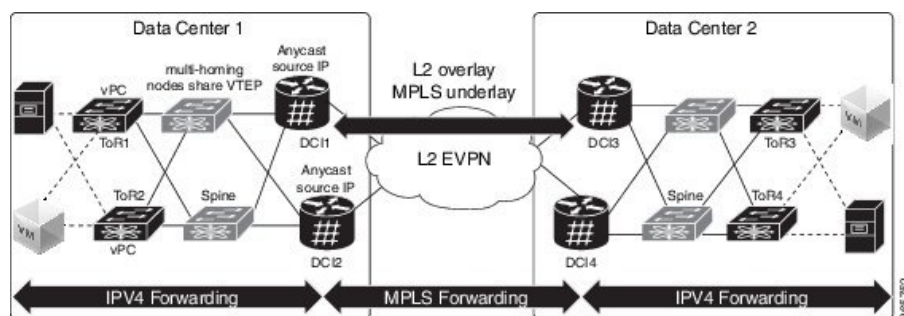 Data Center 1
Data Center 2
Anycast
source IP
multi-homing
nodes share VTEP
vPC
L2 overlay
MPLS underlay
VM
ToR1
DCI1
DCI3
ToR3
L2 EVPN
Anycast
source IP
ToR2
Spine
Spine
ToR4
VM
vPC
DCI2
DCI4
IPV4 Forwarding
MPLS Forwarding
IPV4 Forwarding